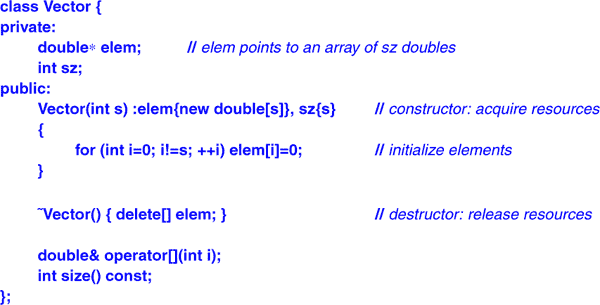 class Vector {
private:
double* elem; // elem points to an array of sz doubles
int sz;
public:
Vector(int s) :elem{new double[s]}, sz{s} // constructor: acquire resources
{
for (int i=0; i!=s; ++i) elem[i]=0; // initialize elements
}
~Vector() { delete[] elem; } // destructor: release resources
double& operator[](int i);
int size() const;
};